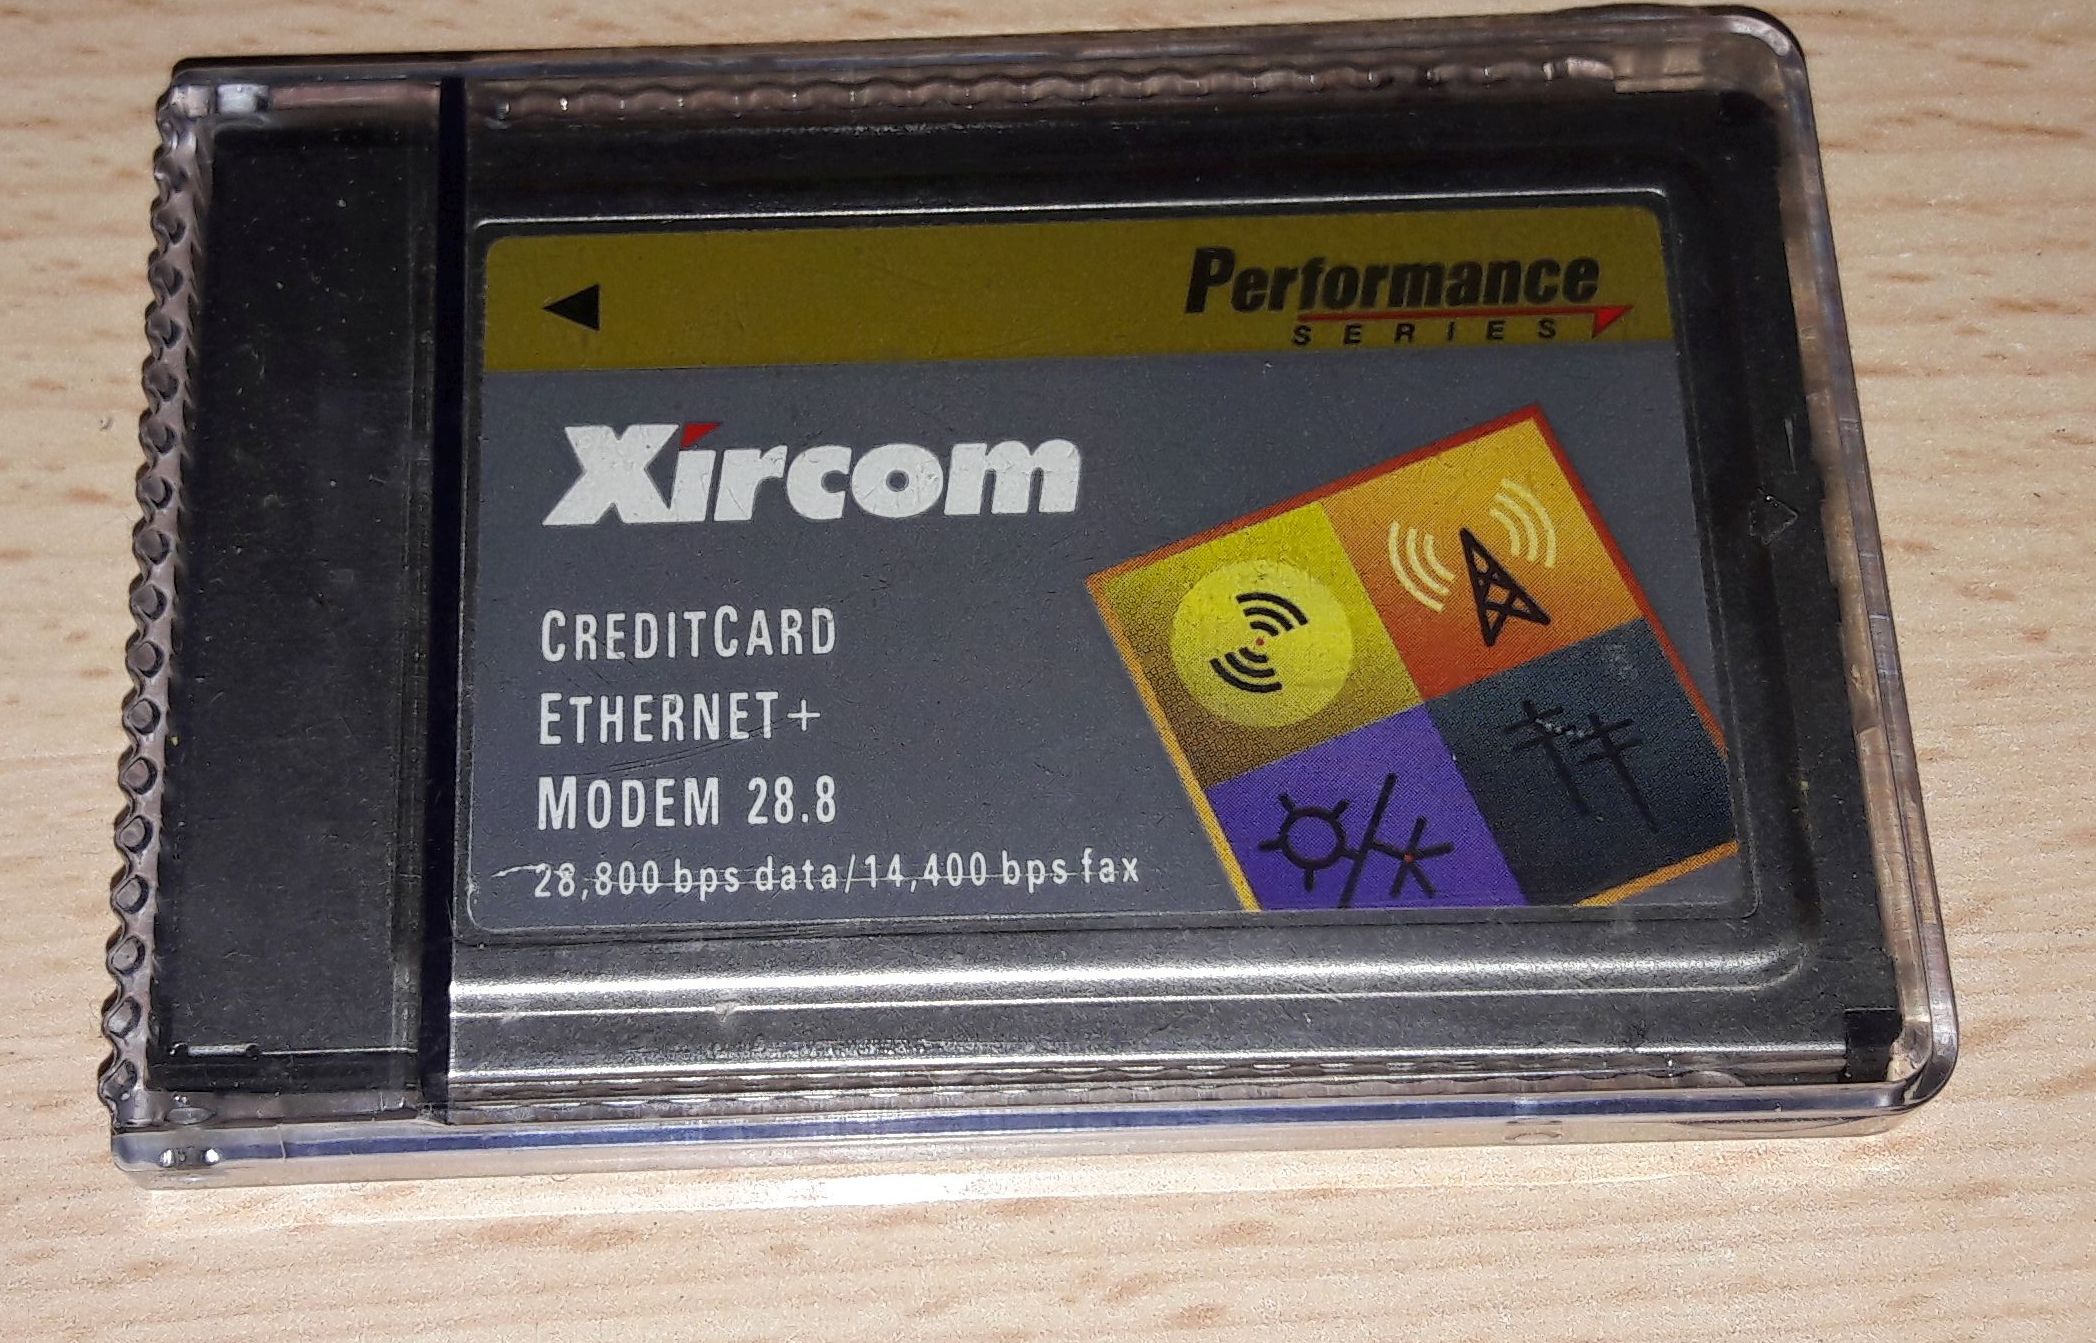 Performance
SERIES
Xircom
CREDITCARD
ETHERNET+
MODEM 28.8
28,800 bps data/14,400 bps fax